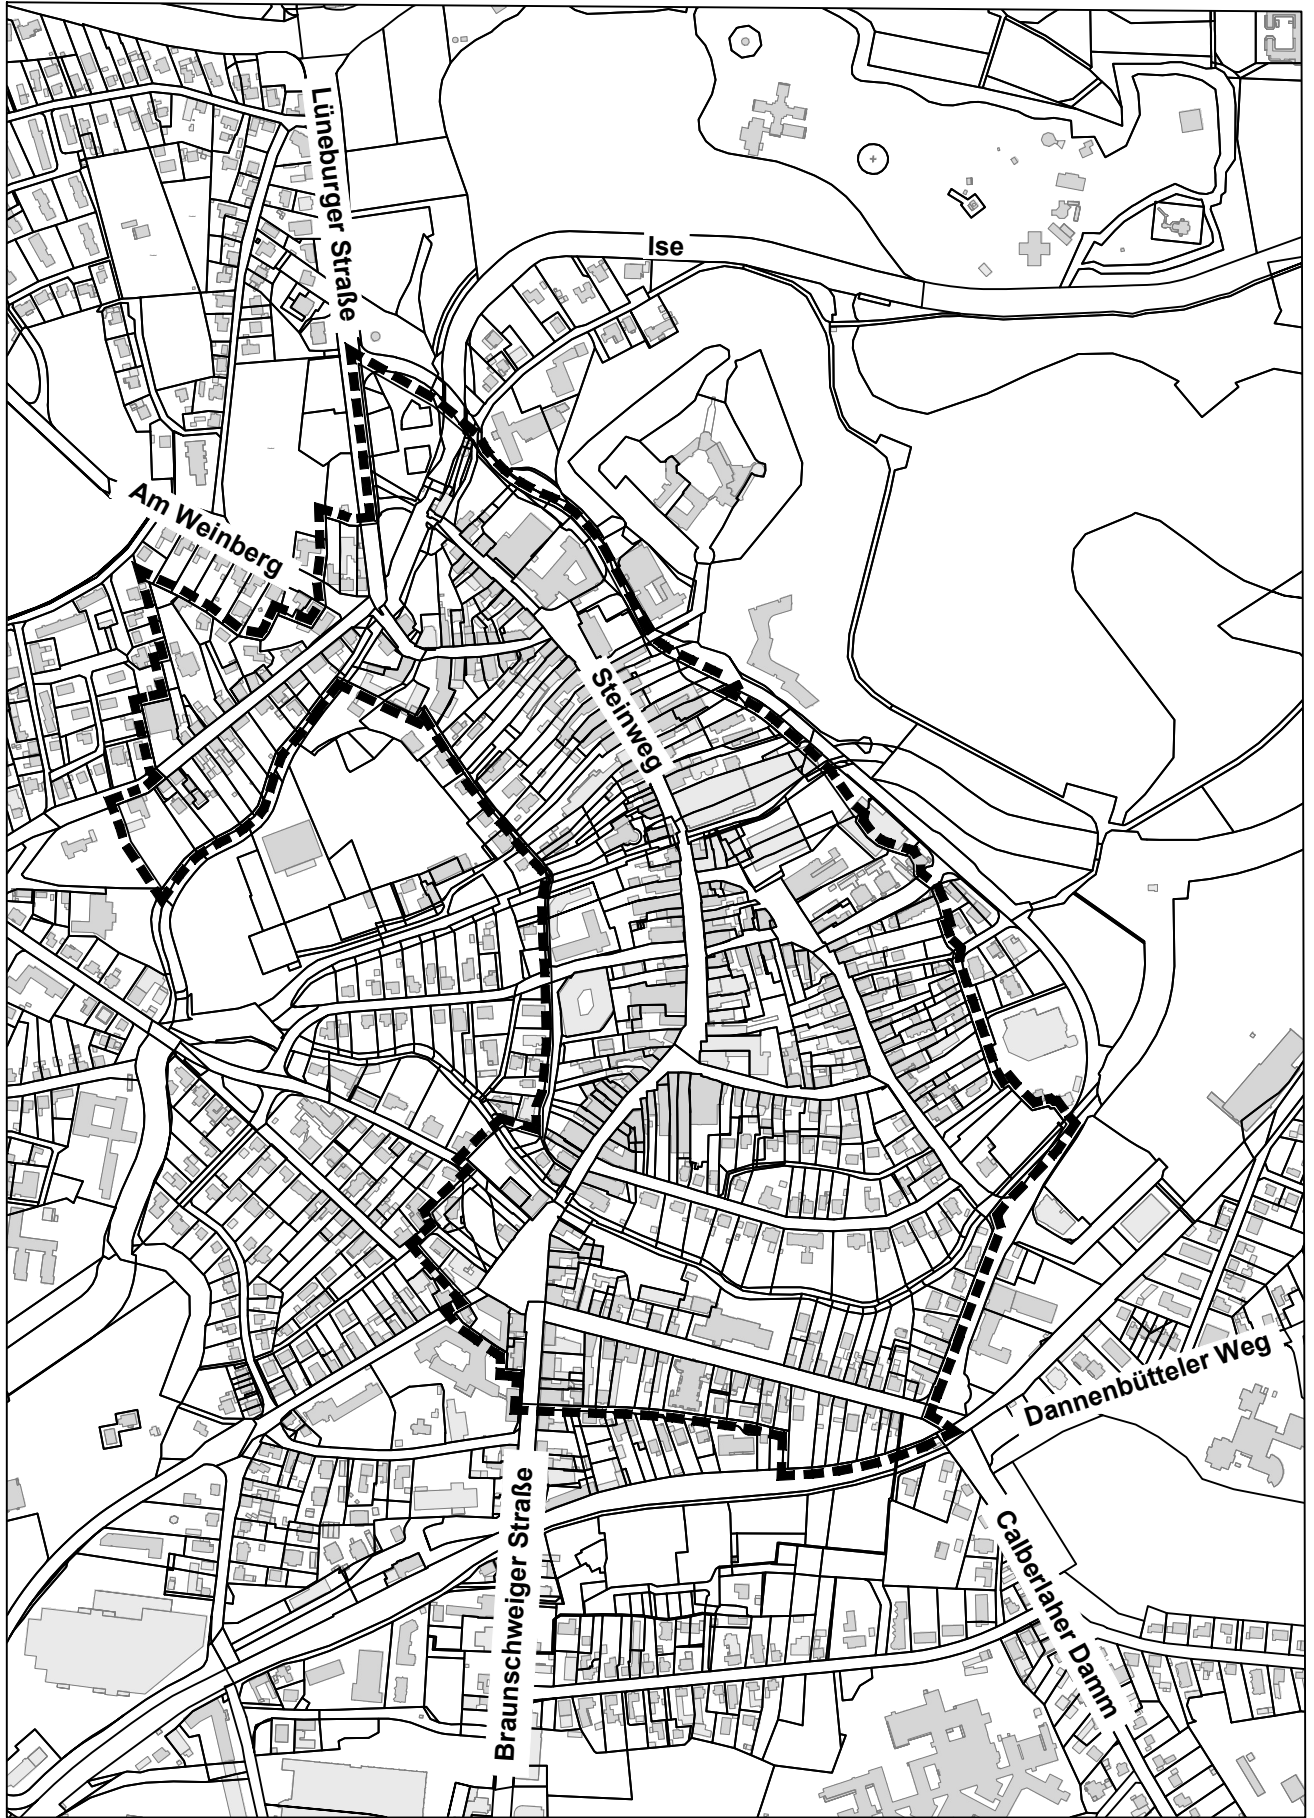 Lüneburger Straße
Ise
Am Weinberg
Steinweg
Dannenbütteler Weg
Braunschweiger Straße
Calberlaher Damm